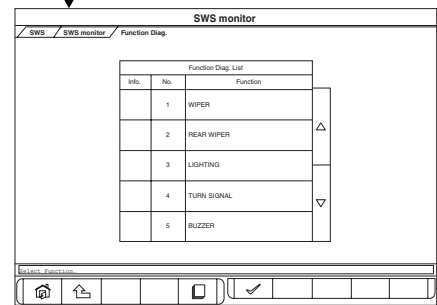 SWS monitor
SWS / SWS monitor / Function Diag.
Function Diag. List
Info. No. Function
1 WIPER
2 REAR WIPER
3 LIGHTING
4 TURN SIGNAL
5 BUZZER
Select Function.